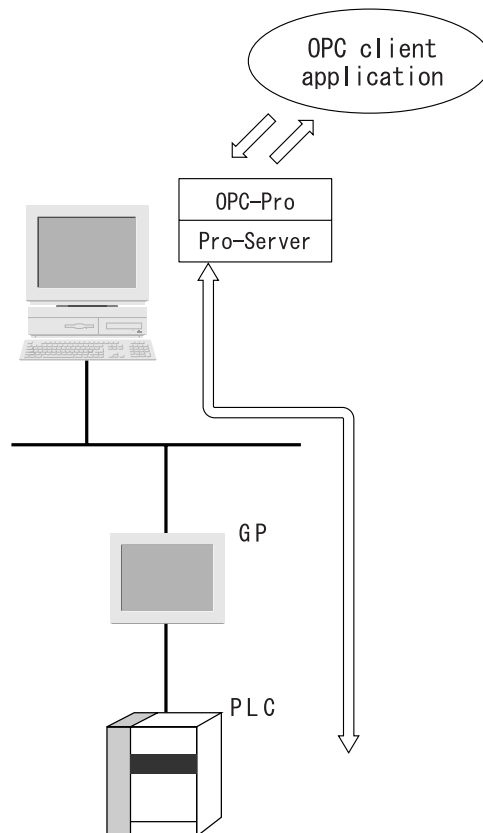 OPC client
application
OPC-Pro
Pro-Server
GP
PLC